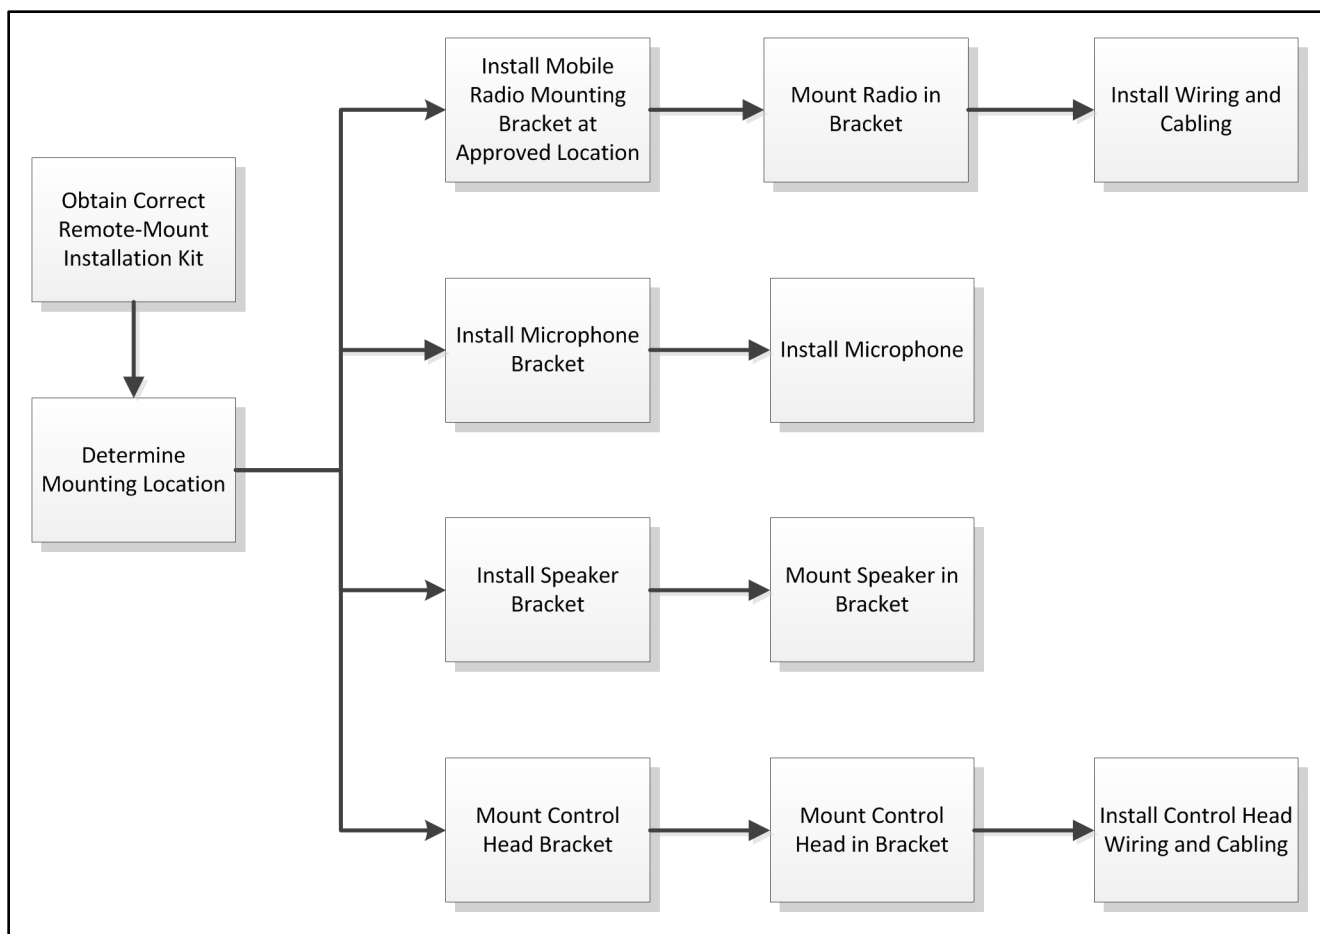 Obtain Correct
Remote-Mount
Installation Kit
Determine
Mounting Location
Install Mobile
Radio Mounting
Bracket at
Approved Location
Mount Radio in
Bracket
Install Wiring and
Cabling
Install Microphone
Bracket
Install Microphone
Install Speaker
Bracket
Mount Speaker in
Bracket
Mount Control
Head Bracket
Mount Control
Head in Bracket
Install Control Head
Wiring and Cabling